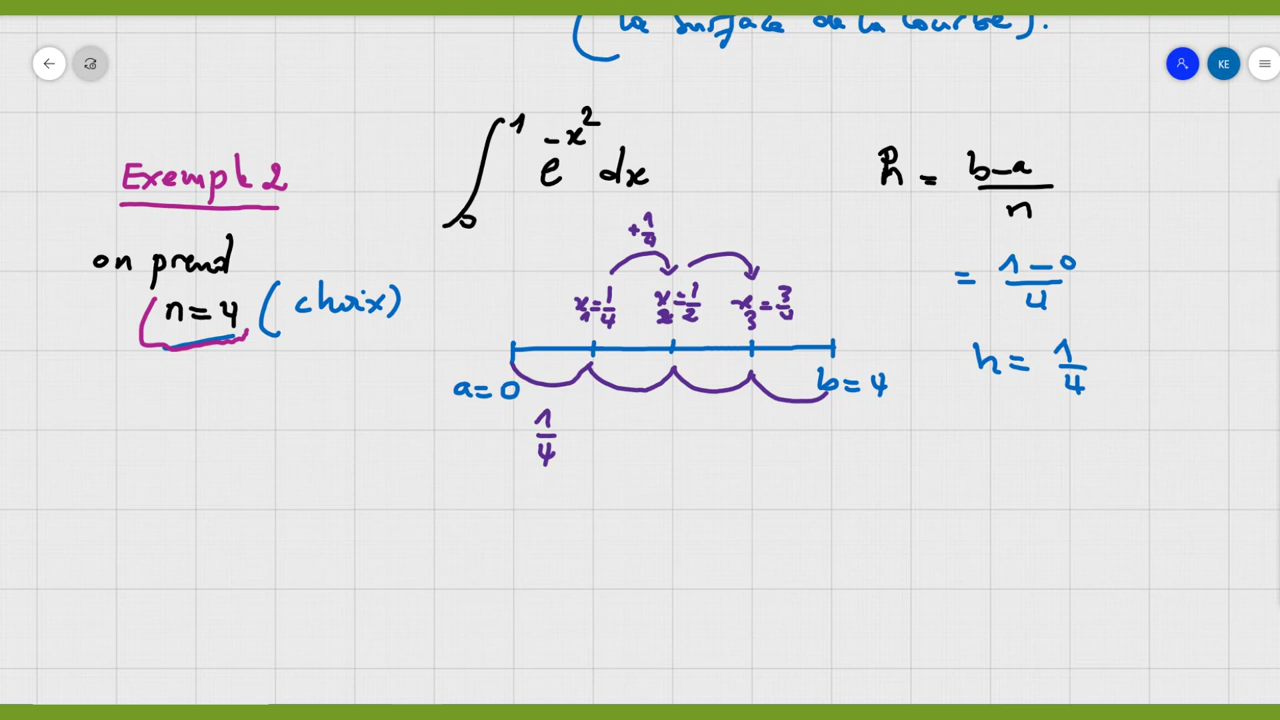 la surface de la courbe).
KE
∫₀¹ e^{-x²} dx
Exemple 2
h = (b-a)/n
on prend
n = 4 (choix)
+1/4
x₁ = 1/4 x₂ = 1/2 x₃ = 3/4
= (1-0)/4
h = 1/4
a = 0 b = 4
1/4